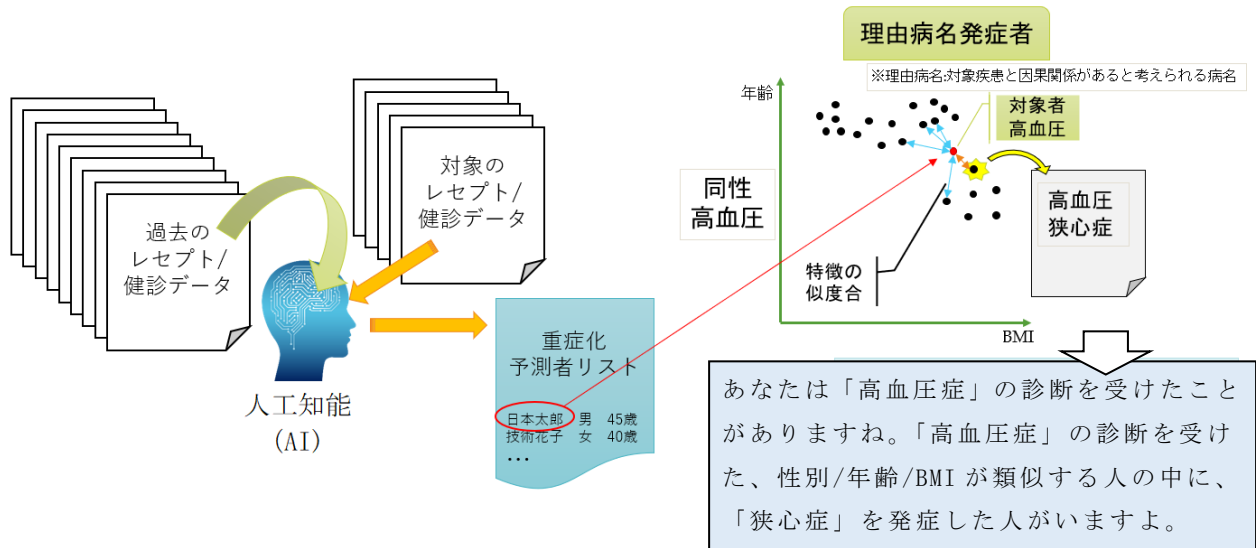 過去の
レセプト/
健診データ
対象の
レセプト/
健診データ
人工知能
(AI)
重症化
予測者リスト
日本太郎 男 45歳
技術花子 女 40歳
・・・
理由病名発症者
※理由病名:対象疾患と因果関係があると考えられる病名
年齢
対象者
高血圧
同性
高血圧
高血圧
狭心症
特徴の
似度合
BMI
あなたは「高血圧症」の診断を受けたこと
がありますね。「高血圧症」の診断を受け
た、性別/年齢/BMI が類似する人の中に、
「狭心症」を発症した人がいますよ。